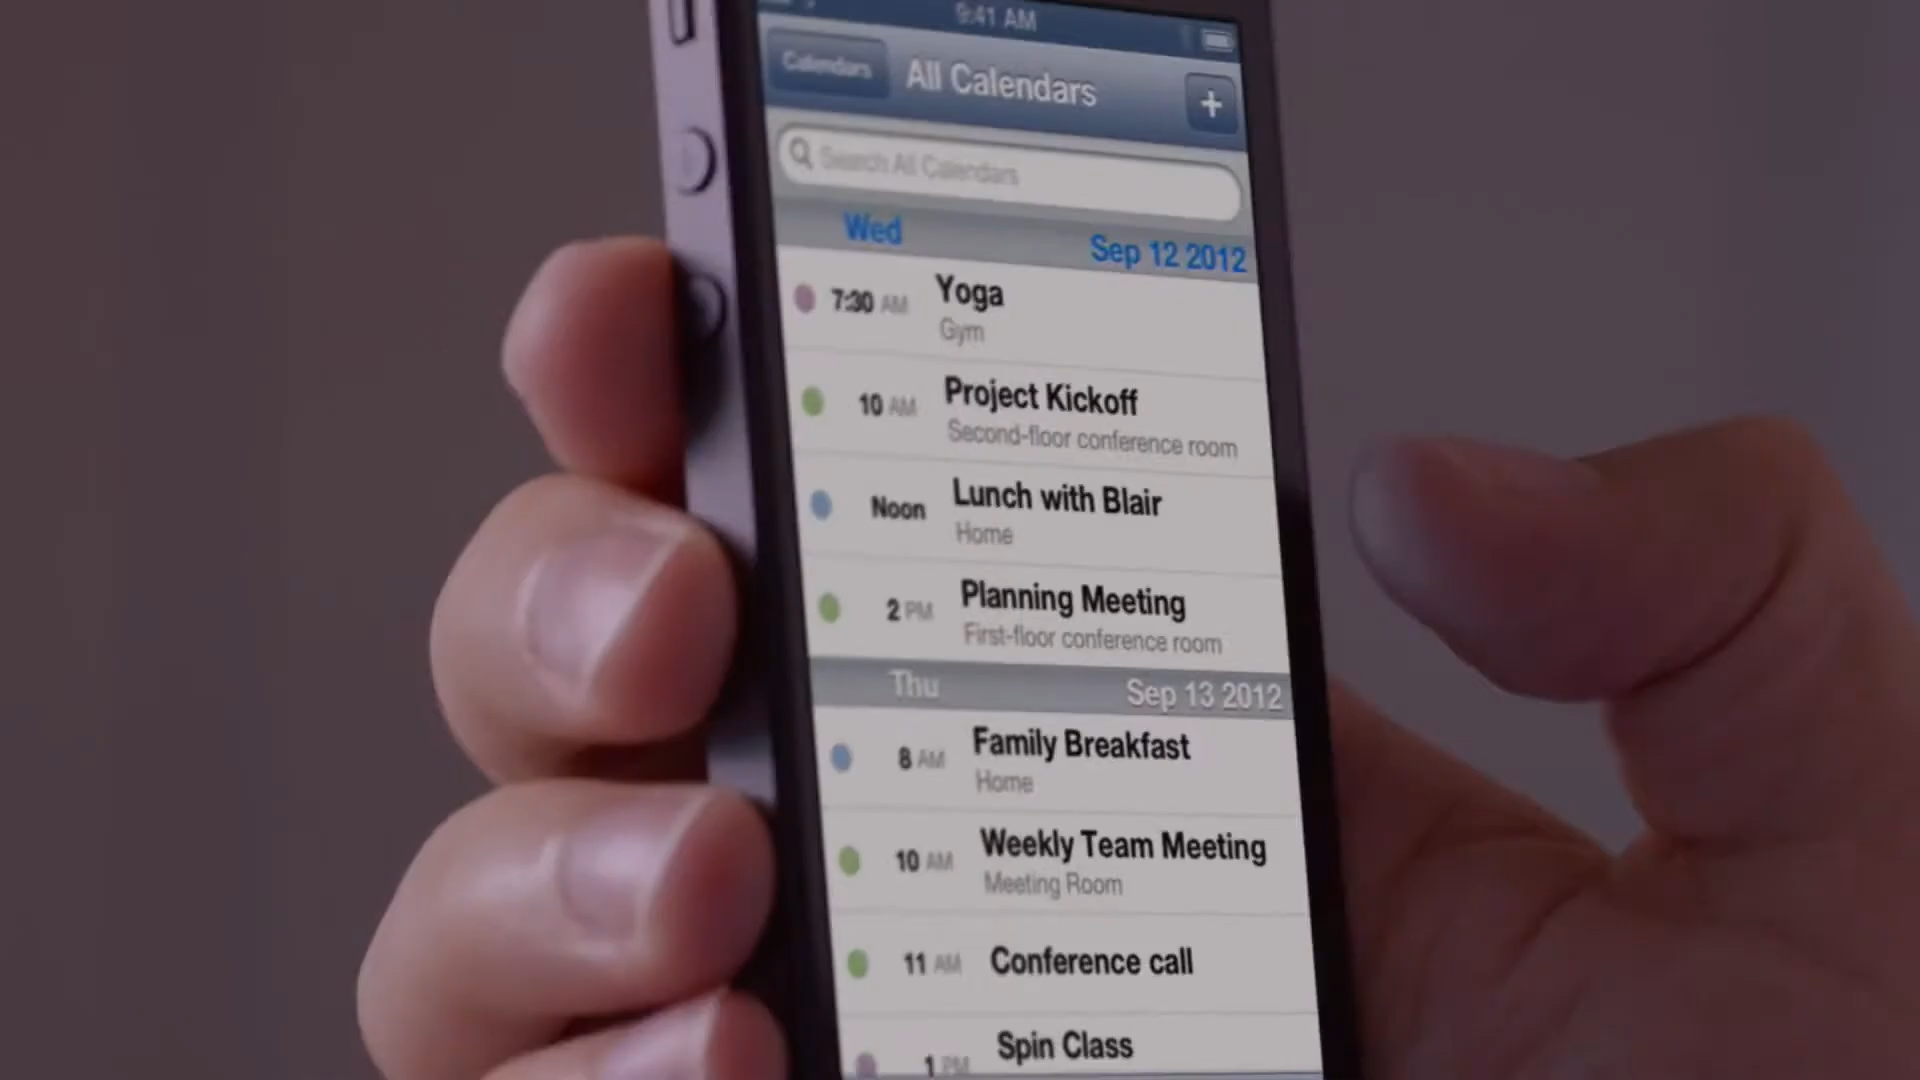 9:41 AM
Calendars
All Calendars
+
Search All Calendars
Wed Sep 12 2012
7:30 AM Yoga
Gym
10 AM Project Kickoff
Second-floor conference room
Noon Lunch with Blair
Home
2 PM Planning Meeting
First-floor conference room
Thu Sep 13 2012
8 AM Family Breakfast
Home
10 AM Weekly Team Meeting
Meeting Room
11 AM Conference call
1 PM Spin Class